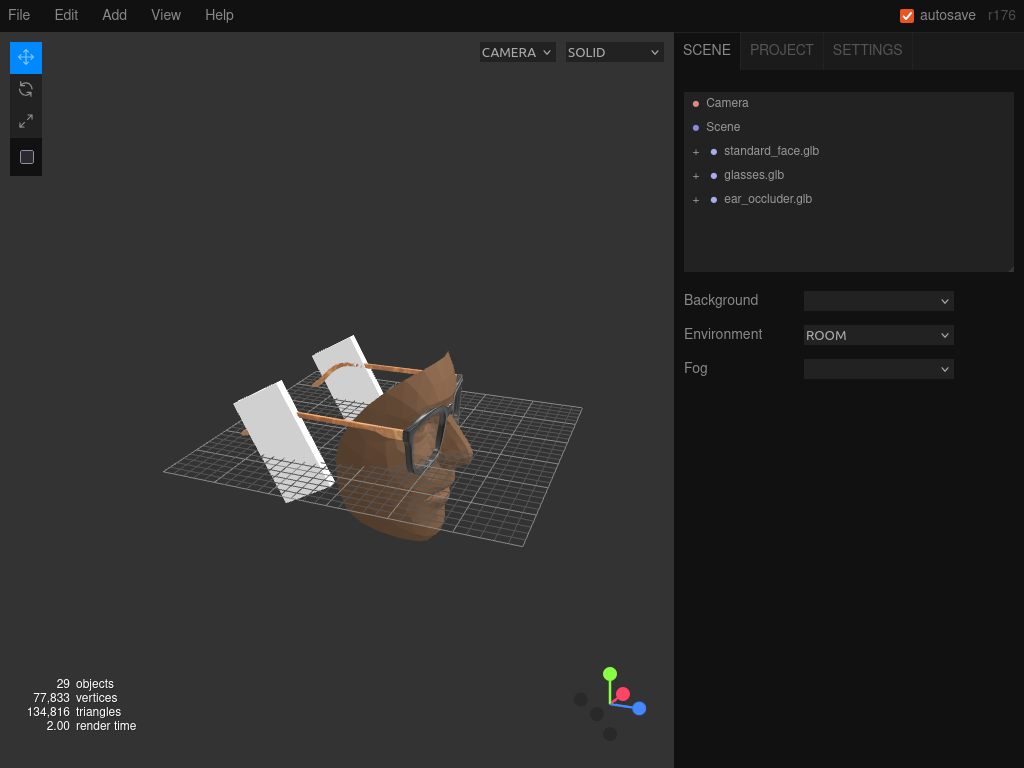 File Edit Add View Help autosave r176
CAMERA SOLID
SCENE PROJECT SETTINGS
Camera
Scene
+ standard_face.glb
+ glasses.glb
+ ear_occluder.glb
Background
Environment ROOM
Fog
29 objects
77,833 vertices
134,816 triangles
2.00 render time